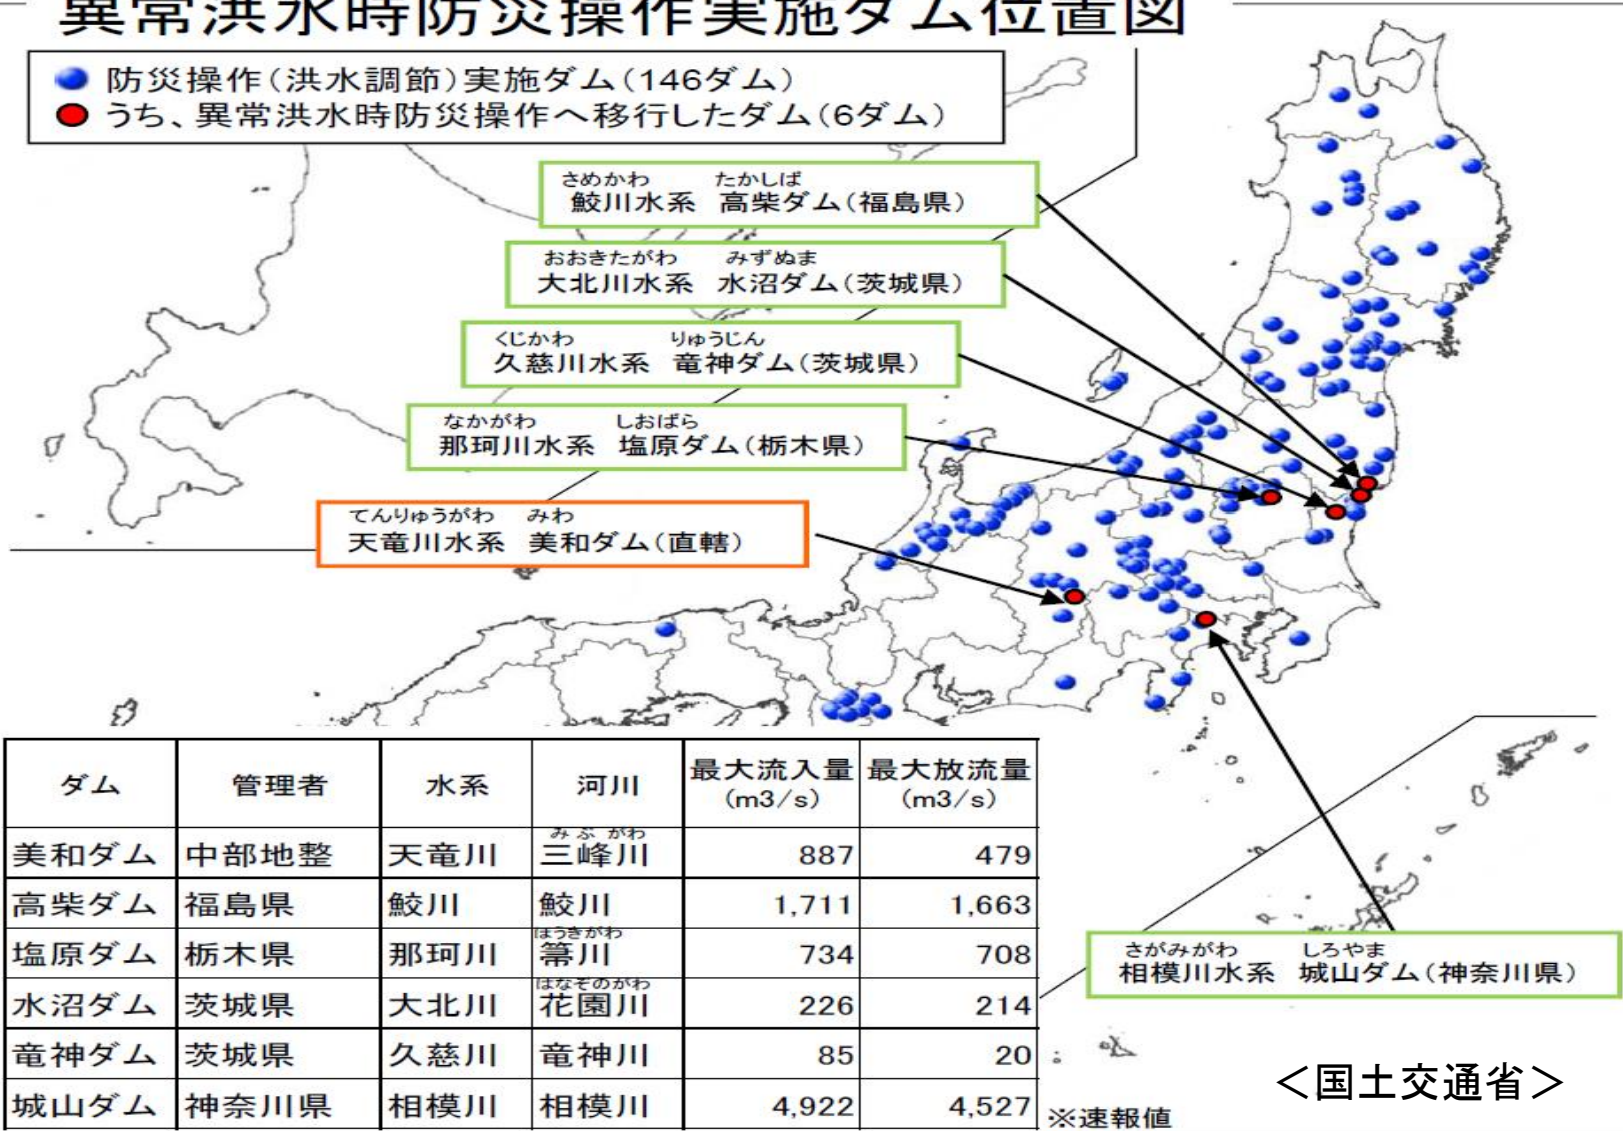 異常洪水時防災操作実施ダム位置図
防災操作(洪水調節)実施ダム(146ダム)
うち、異常洪水時防災操作へ移行したダム(6ダム)
さめかわ たかしば
鮫川水系 高柴ダム(福島県)
おおきたがわ みずぬま
大北川水系 水沼ダム(茨城県)
くじかわ りゅうじん
久慈川水系 竜神ダム(茨城県)
なかがわ しおばら
那珂川水系 塩原ダム(栃木県)
てんりゅうがわ みわ
天竜川水系 美和ダム(直轄)
さがみがわ しろやま
相模川水系 城山ダム(神奈川県)
ダム 管理者 水系 河川 最大流入量 最大放流量
(m3/s) (m3/s)
みぶ がわ
美和ダム 中部地整 天竜川 三峰川 887 479
高柴ダム 福島県 鮫川 鮫川 1,711 1,663
ほうきがわ
塩原ダム 栃木県 那珂川 箒川 734 708
はなぞのがわ
水沼ダム 茨城県 大北川 花園川 226 214
竜神ダム 茨城県 久慈川 竜神川 85 20
城山ダム 神奈川県 相模川 相模川 4,922 4,527
※速報値
＜国土交通省＞